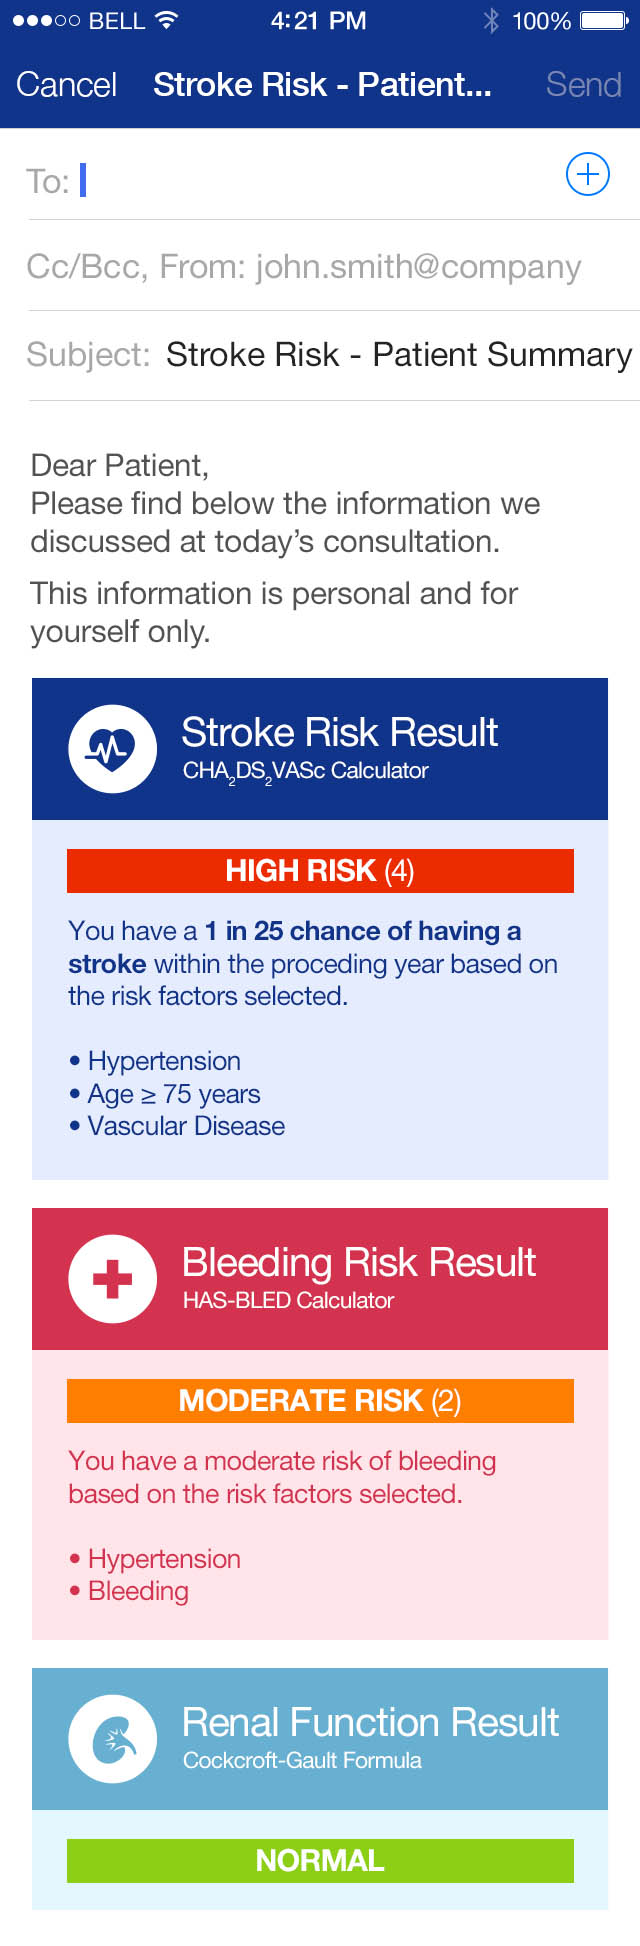 BELL 4:21 PM 100%
Cancel Stroke Risk - Patient... Send
To:
Cc/Bcc, From: john.smith@company
Subject: Stroke Risk - Patient Summary
Dear Patient,
Please find below the information we
discussed at today’s consultation.
This information is personal and for
yourself only.
Stroke Risk Result
CHA₂DS₂VASc Calculator
HIGH RISK (4)
You have a 1 in 25 chance of having a
stroke within the proceding year based on
the risk factors selected.
• Hypertension
• Age ≥ 75 years
• Vascular Disease
Bleeding Risk Result
HAS-BLED Calculator
MODERATE RISK (2)
You have a moderate risk of bleeding
based on the risk factors selected.
• Hypertension
• Bleeding
Renal Function Result
Cockcroft-Gault Formula
NORMAL